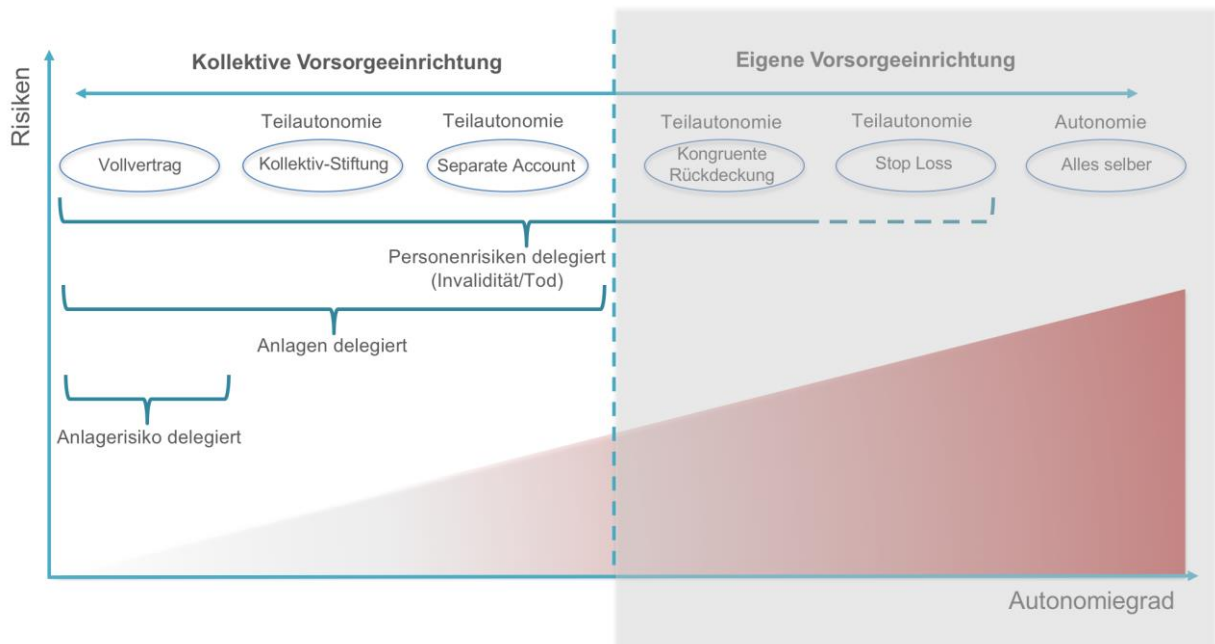 Risiken
Kollektive Vorsorgeeinrichtung
Eigene Vorsorgeeinrichtung
Vollvertrag
Teilautonomie
Kollektiv-Stiftung
Teilautonomie
Separate Account
Teilautonomie
Kongruente
Rückdeckung
Teilautonomie
Stop Loss
Autonomie
Alles selber
Personenrisiken delegiert
(Invalidität/Tod)
Anlagen delegiert
Anlagerisiko delegiert
Autonomiegrad